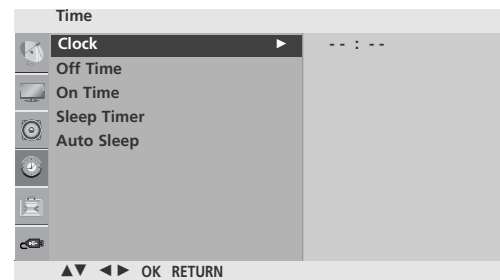 Time
Clock ► -- : --
Off Time
On Time
Sleep Timer
Auto Sleep
▲▼ ◄► OK RETURN